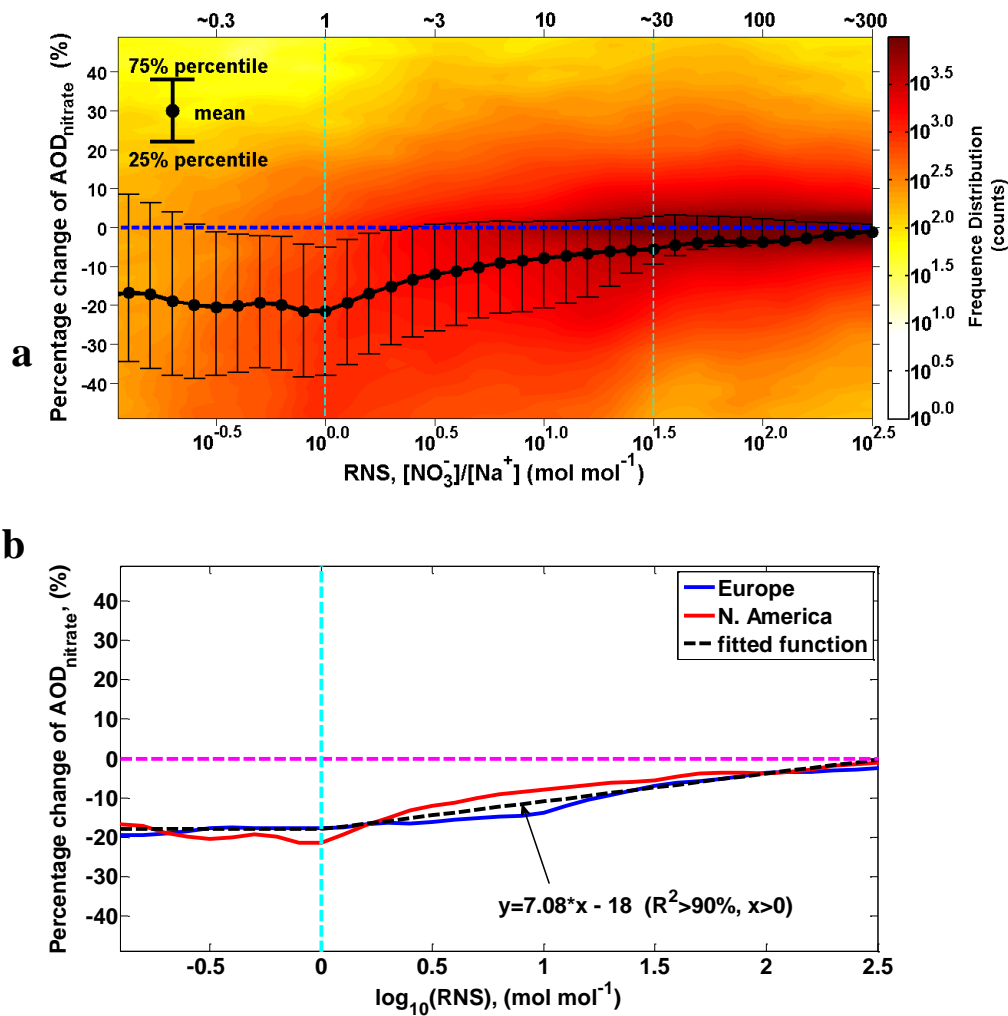 ~0.3 1 ~3 10 ~30 100 ~300
Percentage change of AOD_nitrate (%)
40
30
20
10
0
-10
-20
-30
-40
75% percentile
mean
25% percentile
a
10^-0.5 10^0.0 10^0.5 10^1.0 10^1.5 10^2.0 10^2.5
RNS, [NO3^-]/[Na^+] (mol mol^-1)
10^3.5
10^3.0
10^2.5
10^2.0
10^1.5
10^1.0
10^0.5
10^0.0
Frequence Distribution
(counts)
b
Percentage change of AOD_nitrate, (%)
40
30
20
10
0
-10
-20
-30
-40
Europe
N. America
fitted function
y=7.08*x - 18 (R^2>90%, x>0)
-0.5 0 0.5 1 1.5 2 2.5
log10(RNS), (mol mol^-1)